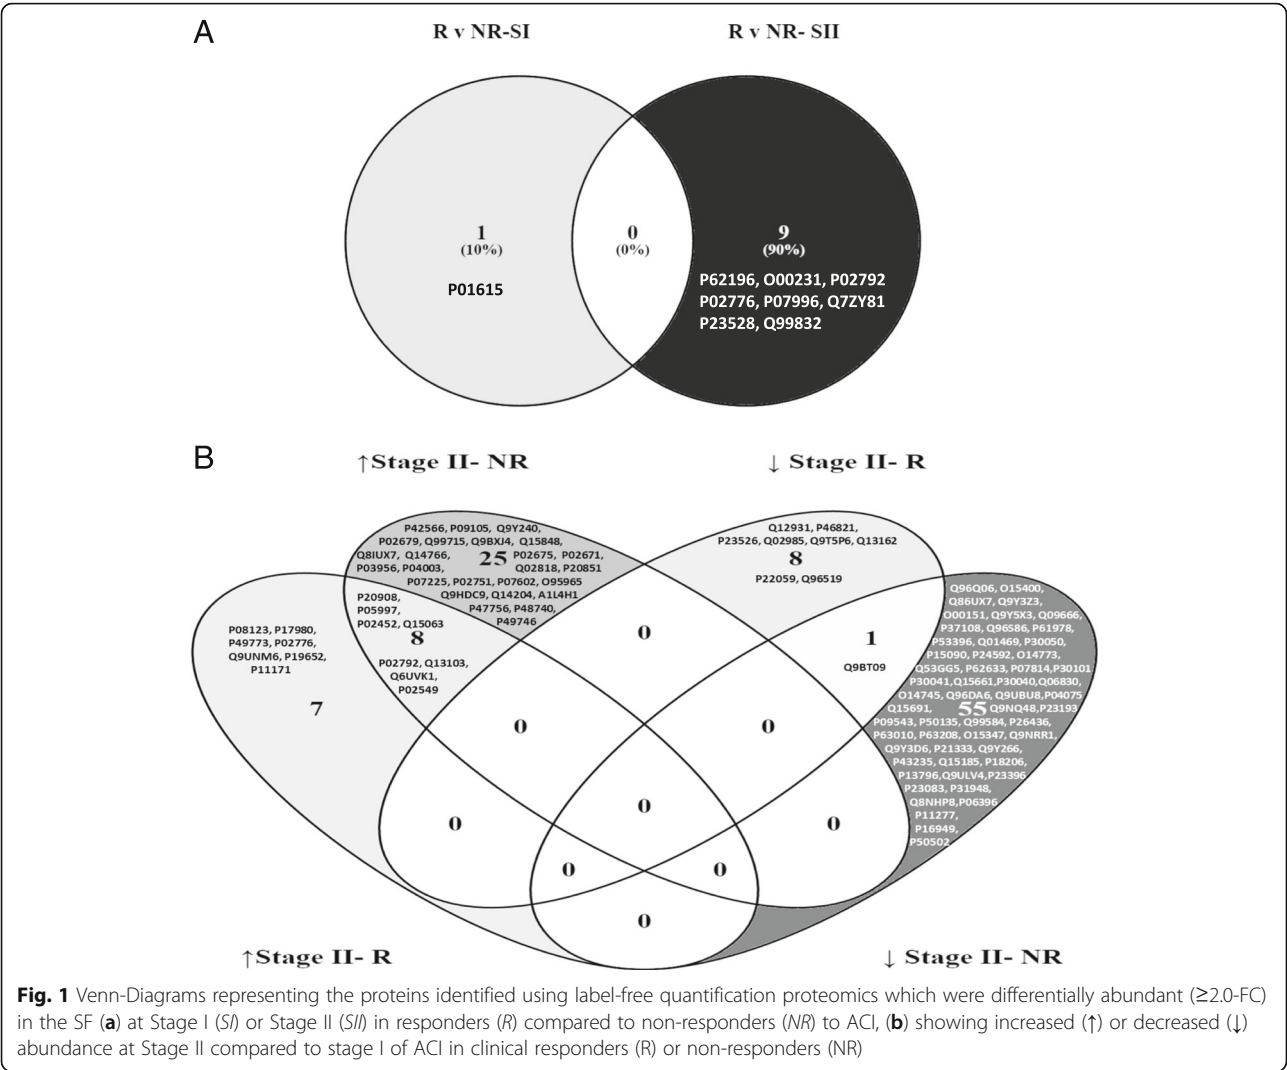 A
R v NR-SI
R v NR- SII
1
(10%)
0
(0%)
9
(90%)
P01615
P62196, O00231, P02792
P02776, P07996, Q7ZY81
P23528, Q99832
B
↑Stage II- NR
↓ Stage II- R
P42566, P09105, Q9Y240,
P02679, Q99715, Q9BXJ4, Q15848,
Q8IUX7, Q14766,
25
P02675, P02671,
P03956, P04003,
Q02818, P20851
P07225, P02751, P07602, O95965
Q9HDC9, Q14204, A1L4H1
P47756, P48740,
P49746
Q12931, P46821,
P23526, Q02985, Q9T5P6, Q13162
8
P22059, Q96519
P20908,
P05997,
P02452, Q15063
8
P02792, Q13103,
Q6UVK1,
P02549
P08123, P17980,
P49773, P02776,
Q9UNM6, P19652,
P11171
7
0
1
Q9BT09
Q96Q06, O15400,
Q86UX7, Q9Y3Z3,
O00151, Q9Y5X3, Q09666,
P37108, Q96S86, P61978,
P53396, Q01469, P30050,
P15090, P24592, O14773,
Q53GG5, P62633, P07814,P30101
P30041, Q15661,P30040, Q06830,
O14745, Q96DA6, Q9UBU8,P04075
Q15691,
55
Q9NQ48,P23193
P09543, P50135, Q99584, P26436,
P63010, P63208, O15347, Q9NRR1,
Q9Y3D6, P21333, Q9Y266,
P43235, Q15185, P18206,
P13796,Q9ULV4,P23396
P23083, P31948,
Q8NHP8,P06396
P11277,
P16949,
P50502
0
0
0
0
0
0
0
0
↑Stage II- R
↓ Stage II- NR
Fig. 1 Venn-Diagrams representing the proteins identified using label-free quantification proteomics which were differentially abundant (≥2.0-FC)
in the SF (a) at Stage I (SI) or Stage II (SII) in responders (R) compared to non-responders (NR) to ACI, (b) showing increased (↑) or decreased (↓)
abundance at Stage II compared to stage I of ACI in clinical responders (R) or non-responders (NR)